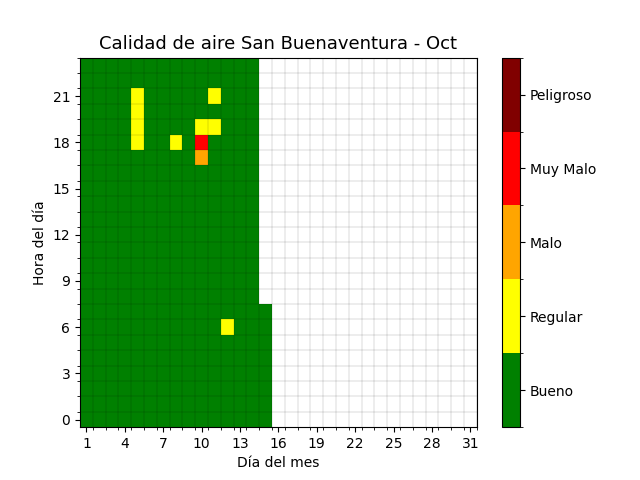 Calidad de aire San Buenaventura - Oct
21
18
15
12
9
6
3
0
Hora del día
1 4 7 10 13 16 19 22 25 28 31
Día del mes
Peligroso
Muy Malo
Malo
Regular
Bueno